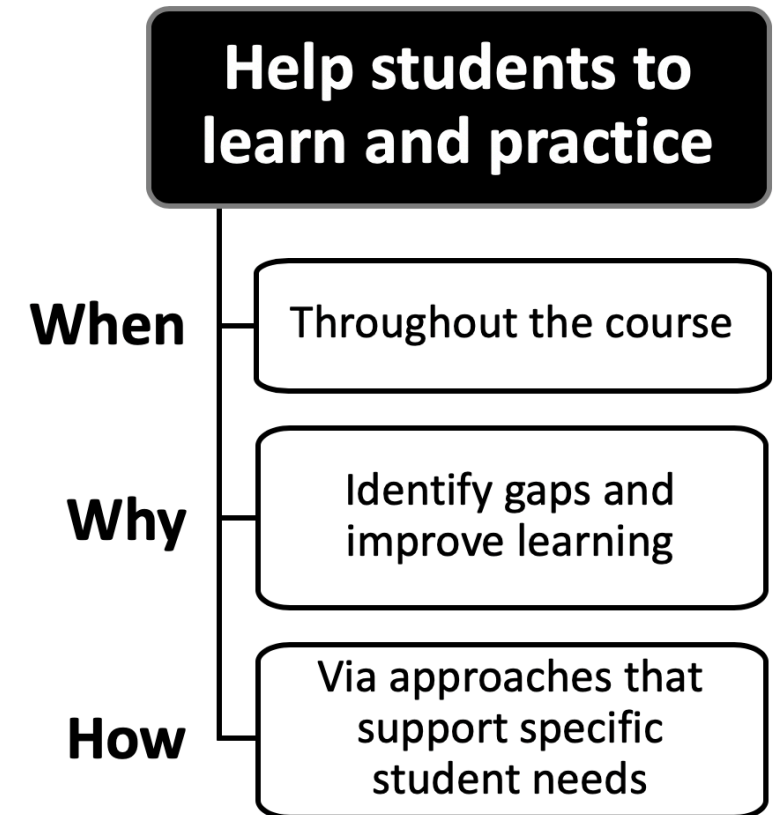 Help students to
learn and practice
When
Throughout the course
Why
Identify gaps and
improve learning
How
Via approaches that
support specific
student needs